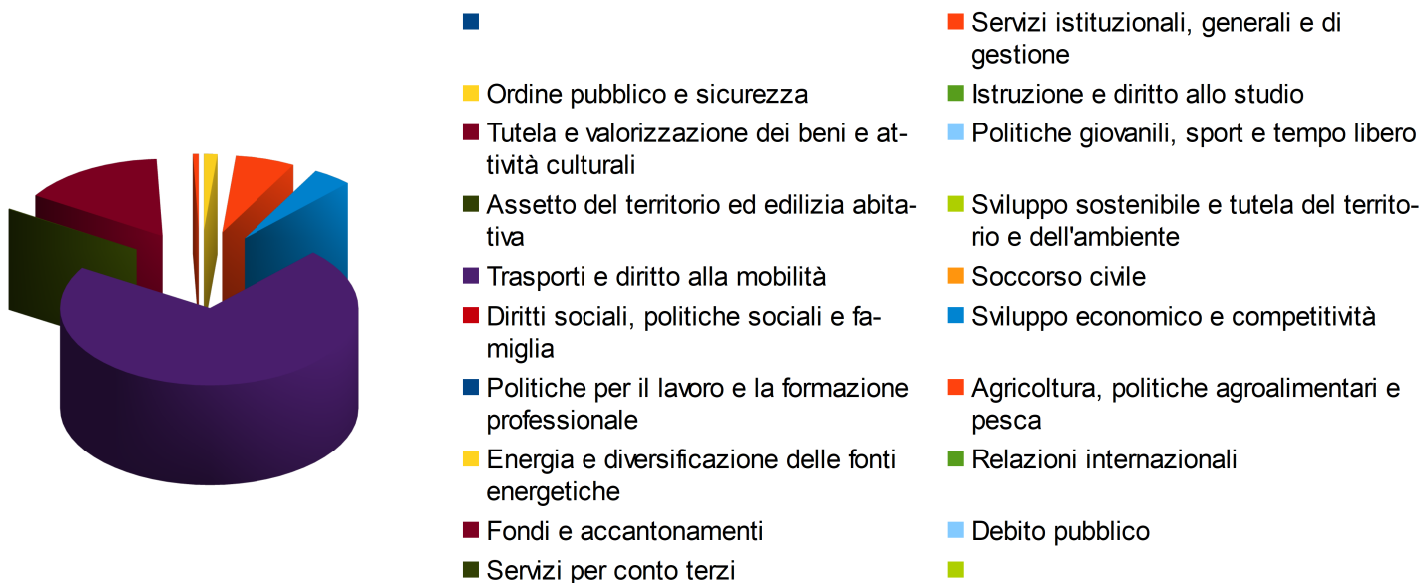 Servizi istituzionali, generali e di
gestione
Ordine pubblico e sicurezza
Istruzione e diritto allo studio
Tutela e valorizzazione dei beni e at-
tività culturali
Politiche giovanili, sport e tempo libero
Assetto del territorio ed edilizia abita-
tiva
Sviluppo sostenibile e tutela del territo-
rio e dell'ambiente
Trasporti e diritto alla mobilità
Soccorso civile
Diritti sociali, politiche sociali e fa-
miglia
Sviluppo economico e competitività
Politiche per il lavoro e la formazione
professionale
Agricoltura, politiche agroalimentari e
pesca
Energia e diversificazione delle fonti
energetiche
Relazioni internazionali
Fondi e accantonamenti
Debito pubblico
Servizi per conto terzi